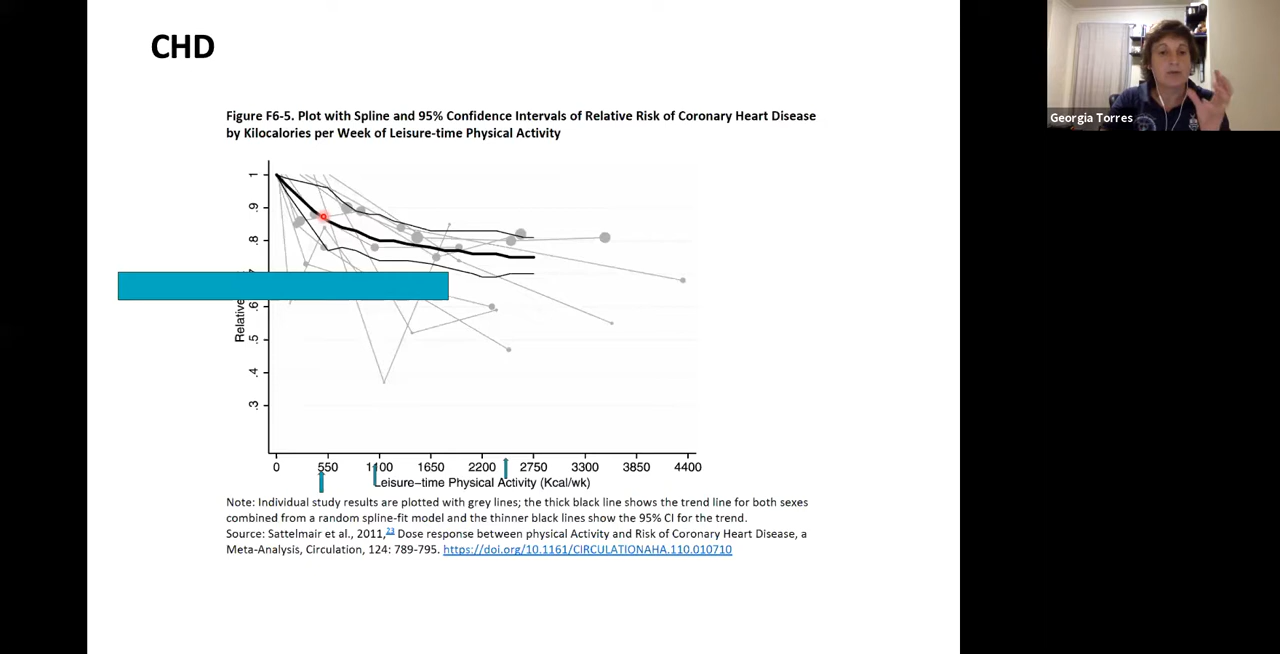 CHD
Georgia Torres
Figure F6-5. Plot with Spline and 95% Confidence Intervals of Relative Risk of Coronary Heart Disease
by Kilocalories per Week of Leisure-time Physical Activity
1
.9
.8
.6
.5
.4
.3
Relative
0 550 1100 1650 2200 2750 3300 3850 4400
Leisure-time Physical Activity (Kcal/wk)
Note: Individual study results are plotted with grey lines; the thick black line shows the trend line for both sexes
combined from a random spline-fit model and the thinner black lines show the 95% CI for the trend.
Source: Sattelmair et al., 2011,23 Dose response between physical Activity and Risk of Coronary Heart Disease, a
Meta-Analysis, Circulation, 124: 789-795. https://doi.org/10.1161/CIRCULATIONAHA.110.010710